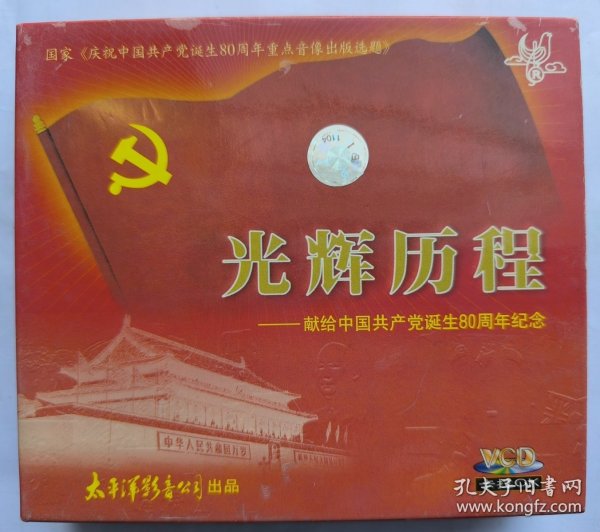 国家《庆祝中国共产党诞生80周年重点音像出版选题》
R
1104
光辉历程
——献给中国共产党诞生80周年纪念
中华人民共和国万岁
VCD
太平洋影音公司出品
孔夫子旧书网
www.kongfz.com